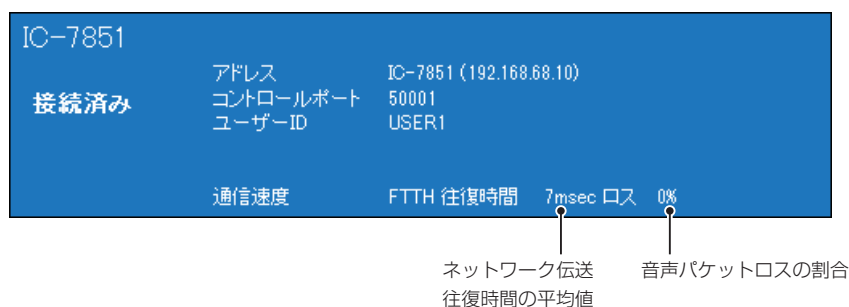 IC-7851
接続済み
アドレス IC-7851 (192.168.68.10)
コントロールポート 50001
ユーザーID USER1
通信速度 FTTH 往復時間 7msec ロス 0%
ネットワーク伝送
往復時間の平均値
音声パケットロスの割合